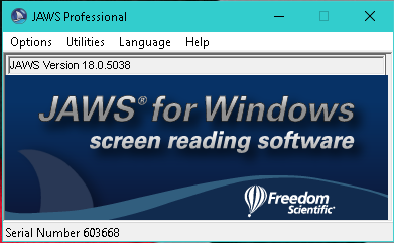 JAWS Professional
Options Utilities Language Help
JAWS Version 18.0.5038
JAWS® for Windows
screen reading software
Freedom
Scientific®
Serial Number 603668